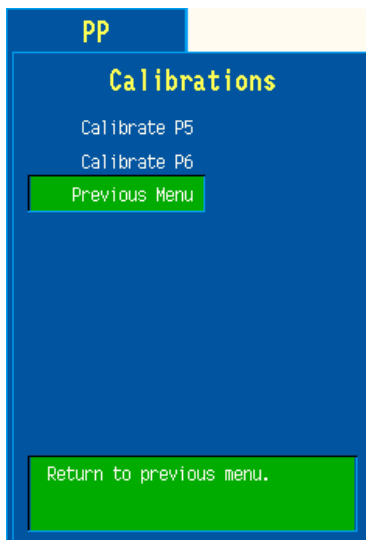 PP
Calibrations
Calibrate P5
Calibrate P6
Previous Menu
Return to previous menu.